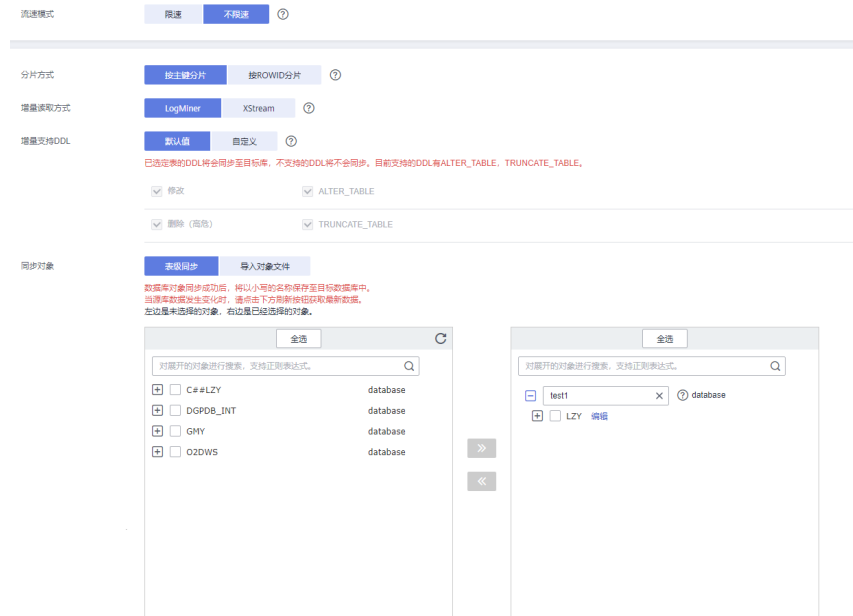 流速模式 限速 不限速
分片方式 按主键分片 按ROWID分片
增量读取方式 LogMiner XStream
增量支持DDL 默认值 自定义
已选定表的DDL将会同步至目标库，不支持的DDL将不会同步。目前支持的DDL有ALTER_TABLE，TRUNCATE_TABLE。
修改 ALTER_TABLE
删除（高危） TRUNCATE_TABLE
同步对象 表级同步 导入对象文件
数据库对象同步成功后，将以小写的名称保存至目标数据库中。
当源库数据发生变化时，请点击下方刷新按钮获取最新数据。
左边是未选择的对象，右边是已经选择的对象。
全选 全选
对展开的对象进行搜索，支持正则表达式。 对展开的对象进行搜索，支持正则表达式。
C##LZY database test1 database
DGPDB_INT database LZY 编辑
GMY database
O2DWS database